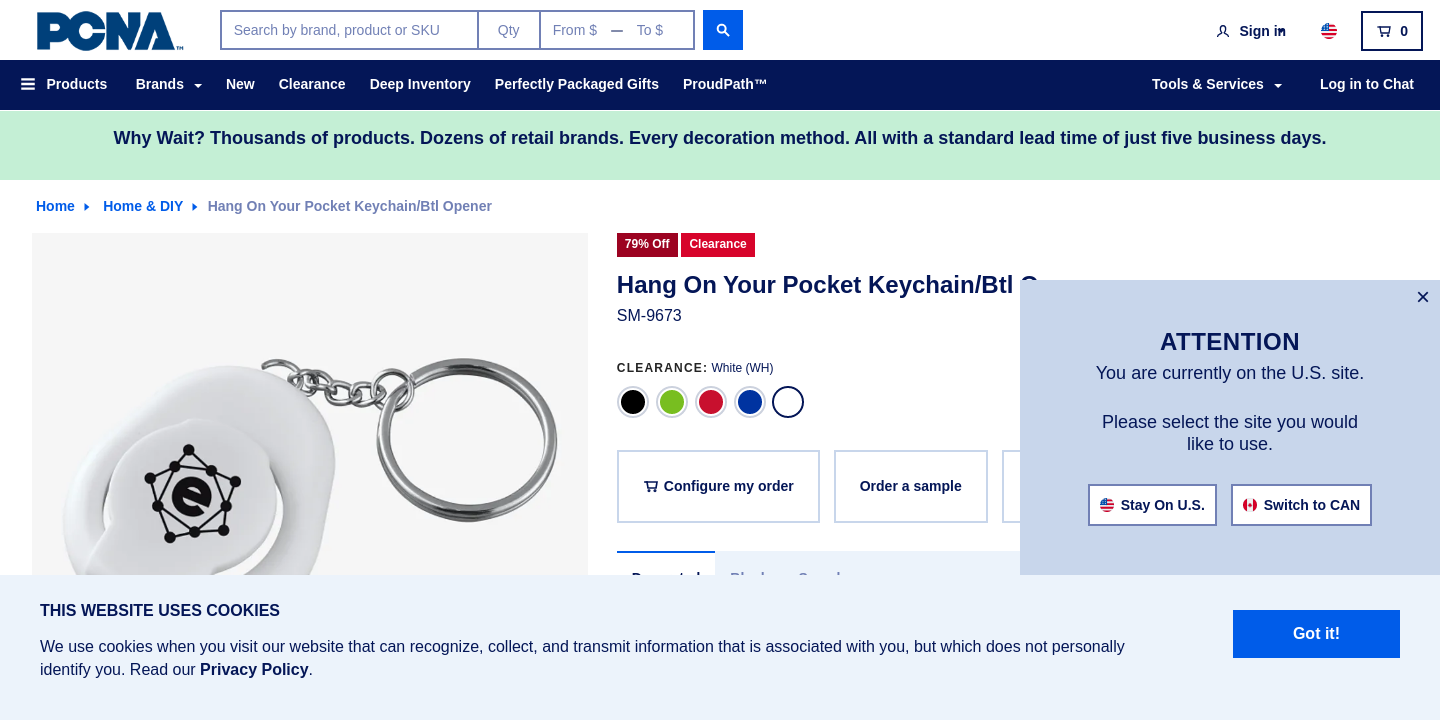 PCNA™
Search by brand, product or SKU
Qty
From $ — To $
Sign in
0
Products
Brands
New
Clearance
Deep Inventory
Perfectly Packaged Gifts
ProudPath™
Tools & Services
Log in to Chat
Why Wait? Thousands of products. Dozens of retail brands. Every decoration method. All with a standard lead time of just five business days.
Home
Home & DIY
Hang On Your Pocket Keychain/Btl Opener
79% Off
Clearance
Hang On Your Pocket Keychain/Btl O
SM-9673
CLEARANCE: White (WH)
Configure my order
Order a sample
×
ATTENTION
You are currently on the U.S. site.
Please select the site you would
like to use.
Stay On U.S.
Switch to CAN
e
THIS WEBSITE USES COOKIES
We use cookies when you visit our website that can recognize, collect, and transmit information that is associated with you, but which does not personally
identify you. Read our Privacy Policy.
Got it!